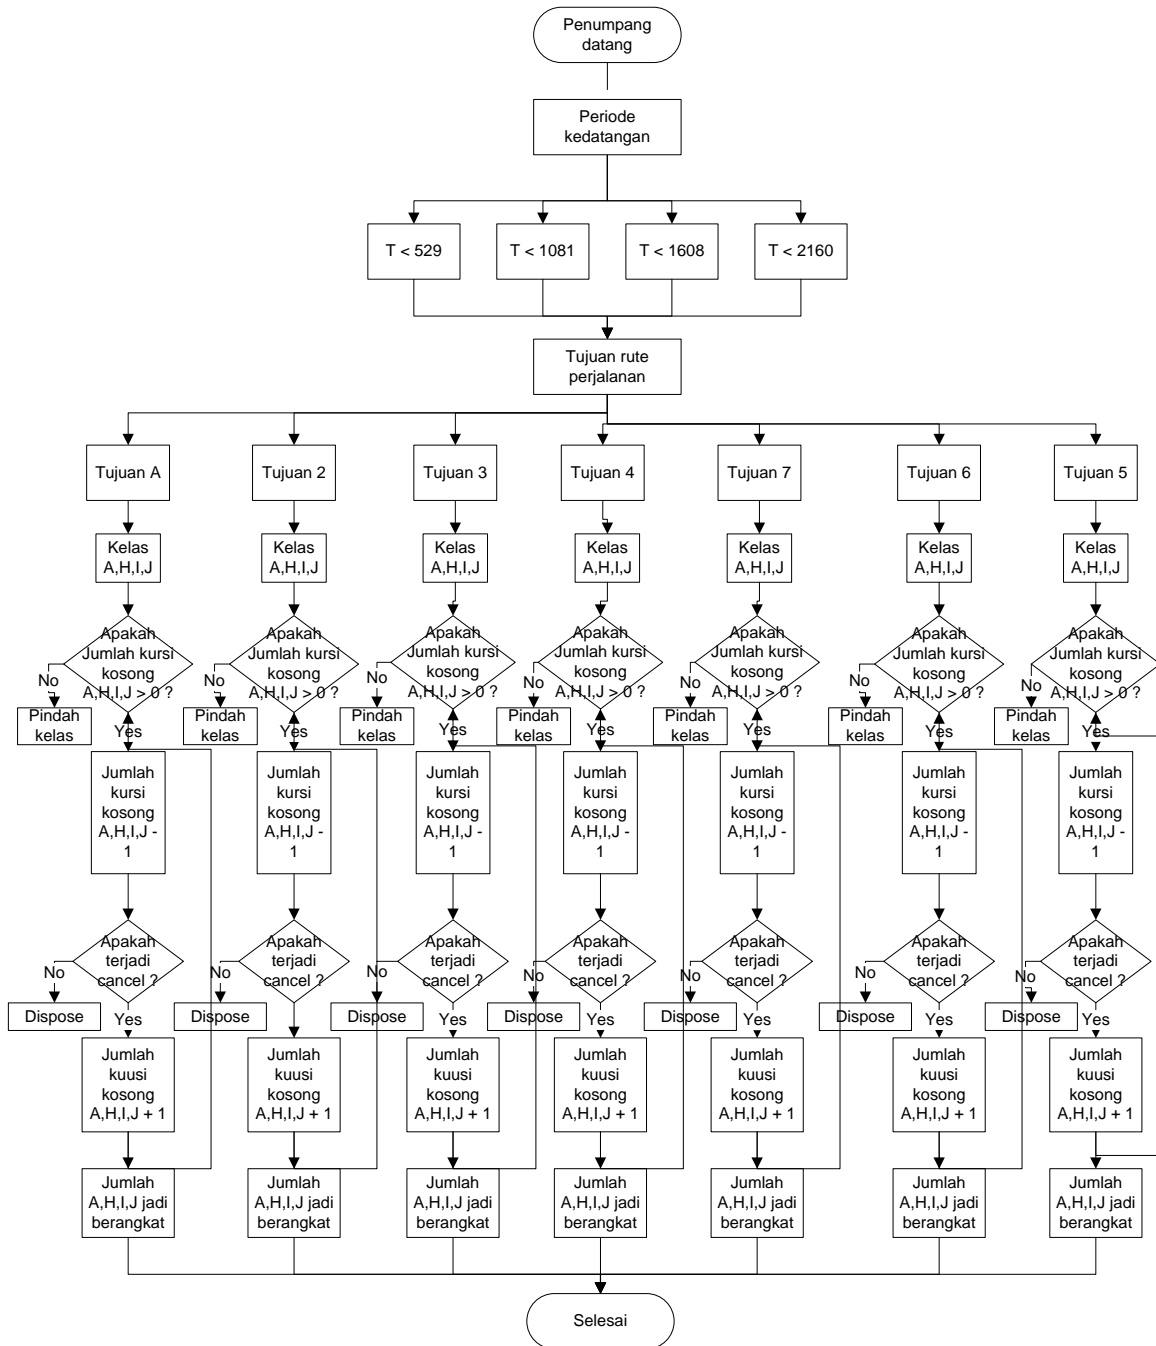 Penumpang
datang
Periode
kedatangan
T < 529
T < 1081
T < 1608
T < 2160
Tujuan rute
perjalanan
Tujuan A
Tujuan 2
Tujuan 3
Tujuan 4
Tujuan 7
Tujuan 6
Tujuan 5
Kelas
A,H,I,J
Kelas
A,H,I,J
Kelas
A,H,I,J
Kelas
A,H,I,J
Kelas
A,H,I,J
Kelas
A,H,I,J
Kelas
A,H,I,J
Apakah
Jumlah kursi
kosong
A,H,I,J > 0 ?
Apakah
Jumlah kursi
kosong
A,H,I,J > 0 ?
Apakah
Jumlah kursi
kosong
A,H,I,J > 0 ?
Apakah
Jumlah kursi
kosong
A,H,I,J > 0 ?
Apakah
Jumlah kursi
kosong
A,H,I,J > 0 ?
Apakah
Jumlah kursi
kosong
A,H,I,J > 0 ?
Apakah
Jumlah kursi
kosong
A,H,I,J > 0 ?
No
No
No
No
No
No
No
Pindah
kelas
Pindah
kelas
Pindah
kelas
Pindah
kelas
Pindah
kelas
Pindah
kelas
Pindah
kelas
Yes
Yes
Yes
Yes
Yes
Yes
Yes
Jumlah
kursi
kosong
A,H,I,J -
1
Jumlah
kursi
kosong
A,H,I,J -
1
Jumlah
kursi
kosong
A,H,I,J -
1
Jumlah
kursi
kosong
A,H,I,J -
1
Jumlah
kursi
kosong
A,H,I,J -
1
Jumlah
kursi
kosong
A,H,I,J -
1
Jumlah
kursi
kosong
A,H,I,J -
1
Apakah
terjadi
cancel ?
Apakah
terjadi
cancel ?
Apakah
terjadi
cancel ?
Apakah
terjadi
cancel ?
Apakah
terjadi
cancel ?
Apakah
terjadi
cancel ?
Apakah
terjadi
cancel ?
No
No
No
No
No
No
No
Dispose
Dispose
Dispose
Dispose
Dispose
Dispose
Dispose
Yes
Yes
Yes
Yes
Yes
Yes
Yes
Jumlah
kuusi
kosong
A,H,I,J + 1
Jumlah
kuusi
kosong
A,H,I,J + 1
Jumlah
kuusi
kosong
A,H,I,J + 1
Jumlah
kuusi
kosong
A,H,I,J + 1
Jumlah
kuusi
kosong
A,H,I,J + 1
Jumlah
kuusi
kosong
A,H,I,J + 1
Jumlah
kuusi
kosong
A,H,I,J + 1
Jumlah
A,H,I,J jadi
berangkat
Jumlah
A,H,I,J jadi
berangkat
Jumlah
A,H,I,J jadi
berangkat
Jumlah
A,H,I,J jadi
berangkat
Jumlah
A,H,I,J jadi
berangkat
Jumlah
A,H,I,J jadi
berangkat
Jumlah
A,H,I,J jadi
berangkat
Selesai